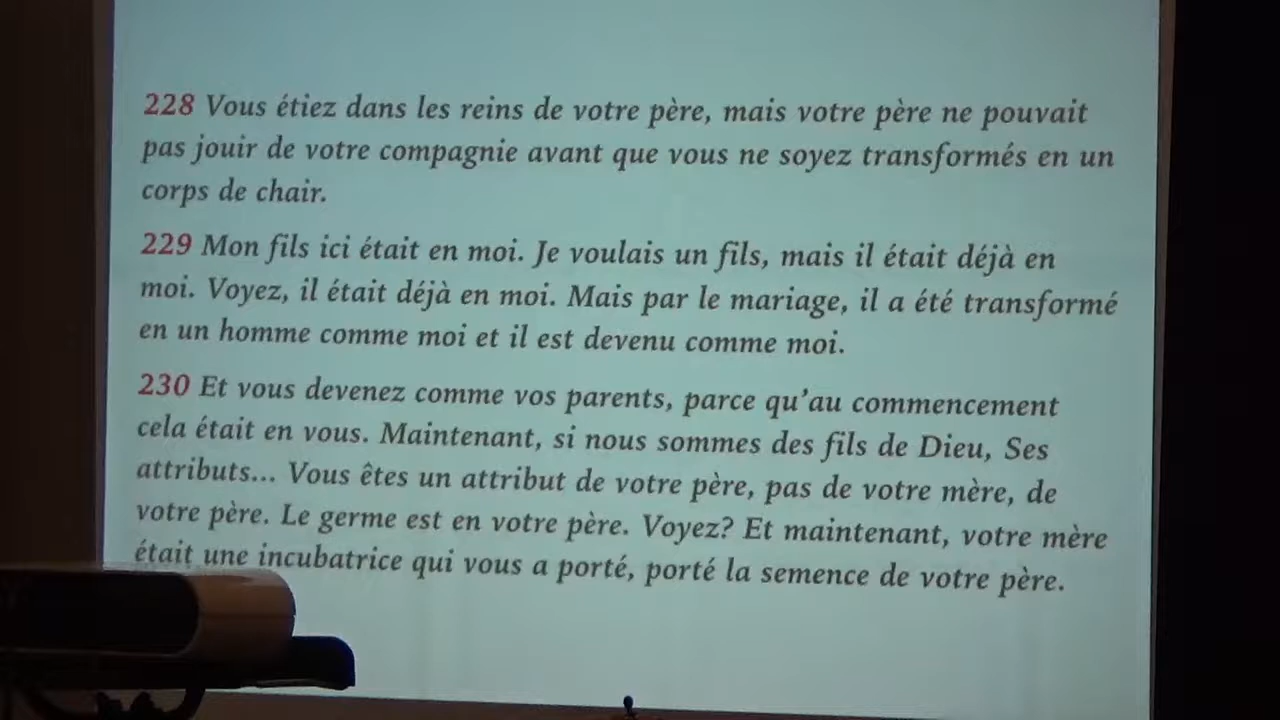 228 Vous étiez dans les reins de votre père, mais votre père ne pouvait
pas jouir de votre compagnie avant que vous ne soyez transformés en un
corps de chair.
229 Mon fils ici était en moi. Je voulais un fils, mais il était déjà en
moi. Voyez, il était déjà en moi. Mais par le mariage, il a été transformé
en un homme comme moi et il est devenu comme moi.
230 Et vous devenez comme vos parents, parce qu'au commencement
cela était en vous. Maintenant, si nous sommes des fils de Dieu, Ses
attributs... Vous êtes un attribut de votre père, pas de votre mère, de
votre père. Le germe est en votre père. Voyez? Et maintenant, votre mère
était une incubatrice qui vous a porté, porté la semence de votre père.